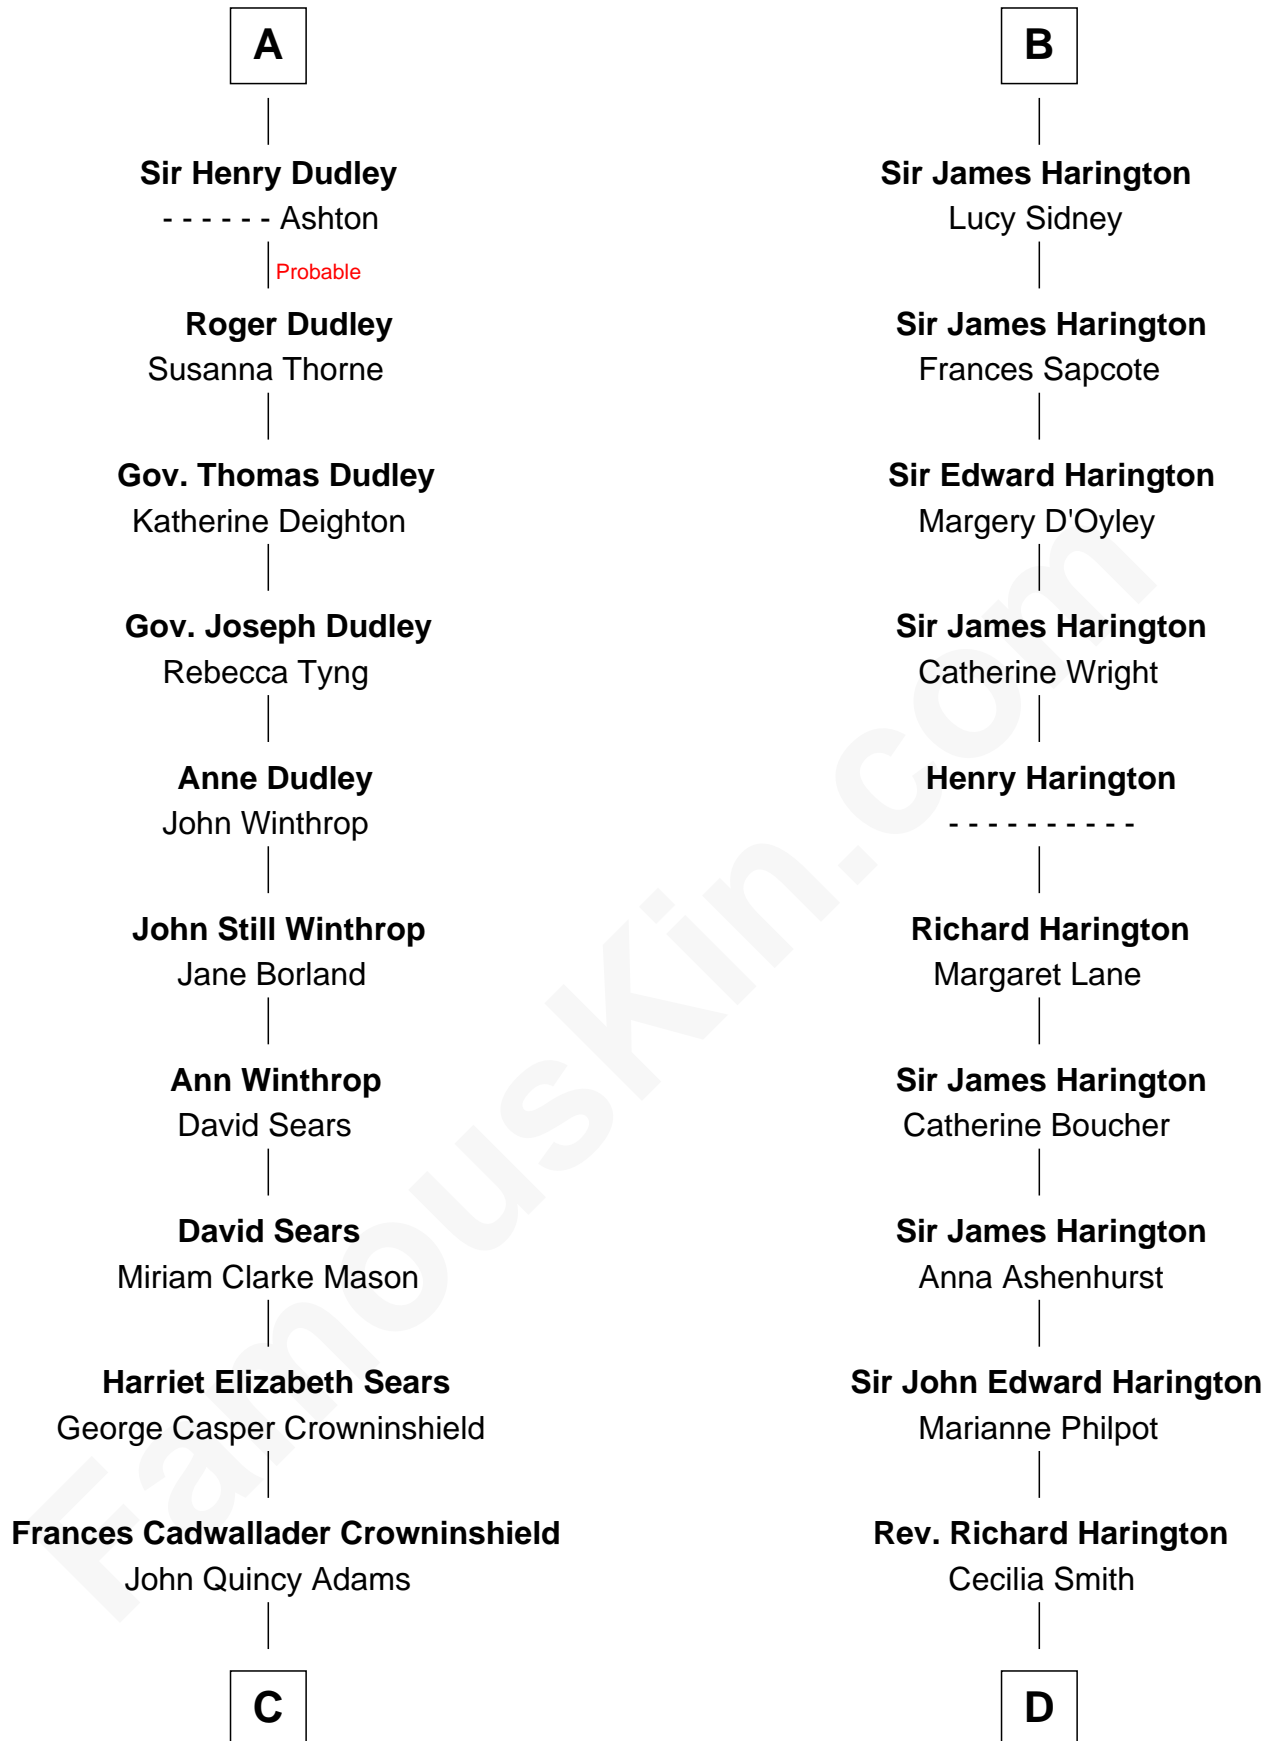 A
Sir Henry Dudley
- - - - - - Ashton
Probable
Roger Dudley
Susanna Thorne
Gov. Thomas Dudley
Katherine Deighton
Gov. Joseph Dudley
Rebecca Tyng
Anne Dudley
John Winthrop
John Still Winthrop
Jane Borland
Ann Winthrop
David Sears
David Sears
Miriam Clarke Mason
Harriet Elizabeth Sears
George Casper Crowninshield
Frances Cadwallader Crowninshield
John Quincy Adams
C
B
Sir James Harington
Lucy Sidney
Sir James Harington
Frances Sapcote
Sir Edward Harington
Margery D'Oyley
Sir James Harington
Catherine Wright
Henry Harington
- - - - - - - - - -
Richard Harington
Margaret Lane
Sir James Harington
Catherine Boucher
Sir James Harington
Anna Ashenhurst
Sir John Edward Harington
Marianne Philpot
Rev. Richard Harington
Cecilia Smith
D
FamousKin.com